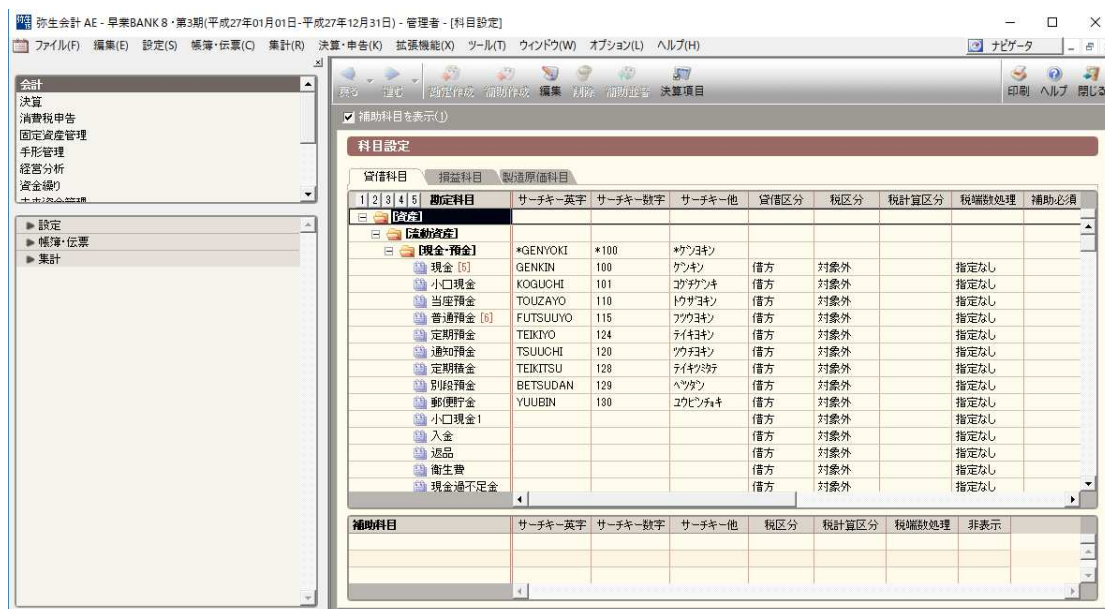 弥生会計 AE - 早業BANK 8・第3期(平成27年01月01日-平成27年12月31日) - 管理者 - [科目設定]
ファイル(F) 編集(E) 設定(S) 帳簿・伝票(C) 集計(R) 決算・申告(K) 拡張機能(X) ツール(T) ウィンドウ(W) オプション(L) ヘルプ(H) ナビゲータ
会計
決算
消費税申告
固定資産管理
手形管理
経営分析
資金繰り
▶設定
▶帳簿・伝票
▶集計
戻る 進む 勘定作成 補助作成 編集 削除 補助並替 決算項目 印刷 ヘルプ 閉じる
補助科目を表示(1)
科目設定
貸借科目 損益科目 製造原価科目
1 2 3 4 5 勘定科目 サーチキー英字 サーチキー数字 サーチキー他 貸借区分 税区分 税計算区分 税端数処理 補助必須
[資産]
[流動資産]
[現金・預金] *GENYOKI *100 *ゲンヨキン
現金 [5] GENKIN 100 ゲンキン 借方 対象外 指定なし
小口現金 KOGUCHI 101 コグチゲンキ 借方 対象外 指定なし
当座預金 TOUZAYO 110 トウザヨキン 借方 対象外 指定なし
普通預金 [6] FUTSUUYO 115 フツウヨキン 借方 対象外 指定なし
定期預金 TEIKIYO 124 テイキヨキン 借方 対象外 指定なし
通知預金 TSUUCHI 120 ツウチヨキン 借方 対象外 指定なし
定期積金 TEIKITSU 128 テイキツミタテ 借方 対象外 指定なし
別段預金 BETSUDAN 129 ベツダン 借方 対象外 指定なし
郵便貯金 YUUBIN 130 ユウビンチョキ 借方 対象外 指定なし
小口現金1 借方 対象外 指定なし
入金 借方 対象外 指定なし
返品 借方 対象外 指定なし
衛生費 借方 対象外 指定なし
現金過不足金 借方 対象外 指定なし
補助科目 サーチキー英字 サーチキー数字 サーチキー他 税区分 税計算区分 税端数処理 非表示